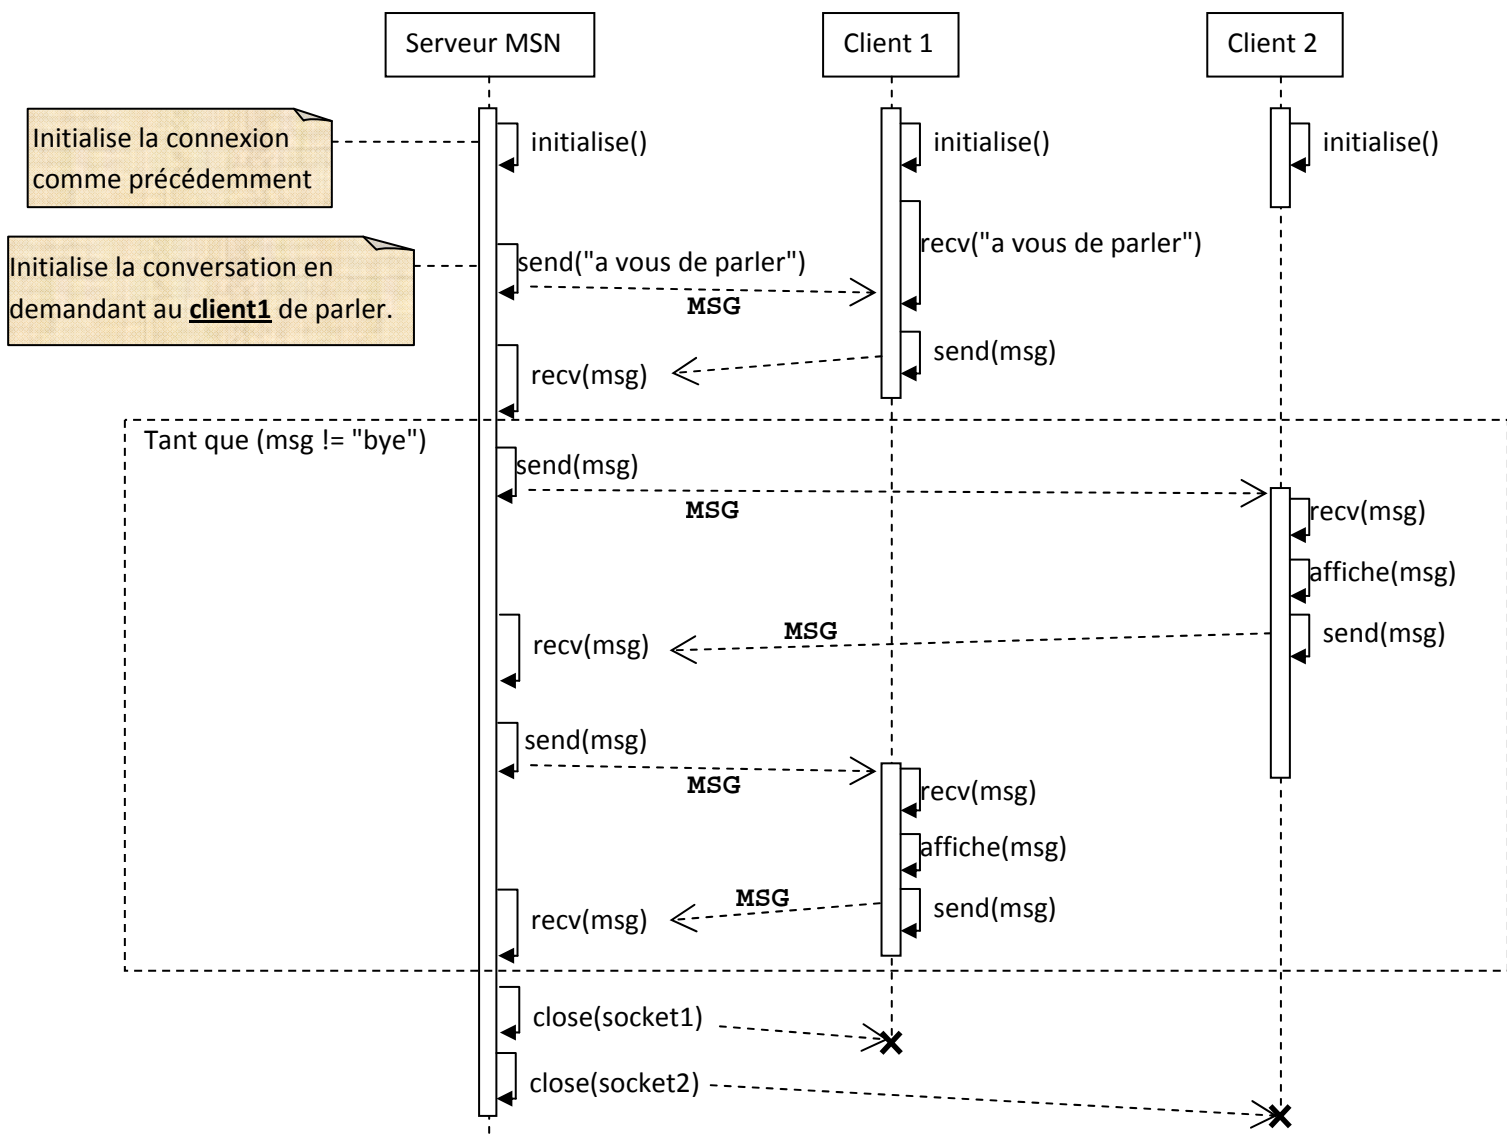 Serveur MSN
Client 1
Client 2
Initialise la connexion
comme précédemment
initialise()
initialise()
initialise()
Initialise la conversation en
demandant au client1 de parler.
send("a vous de parler")
MSG
recv("a vous de parler")
send(msg)
recv(msg)
Tant que (msg != "bye")
send(msg)
MSG
recv(msg)
affiche(msg)
send(msg)
MSG
recv(msg)
send(msg)
MSG
recv(msg)
affiche(msg)
send(msg)
MSG
recv(msg)
close(socket1)
close(socket2)